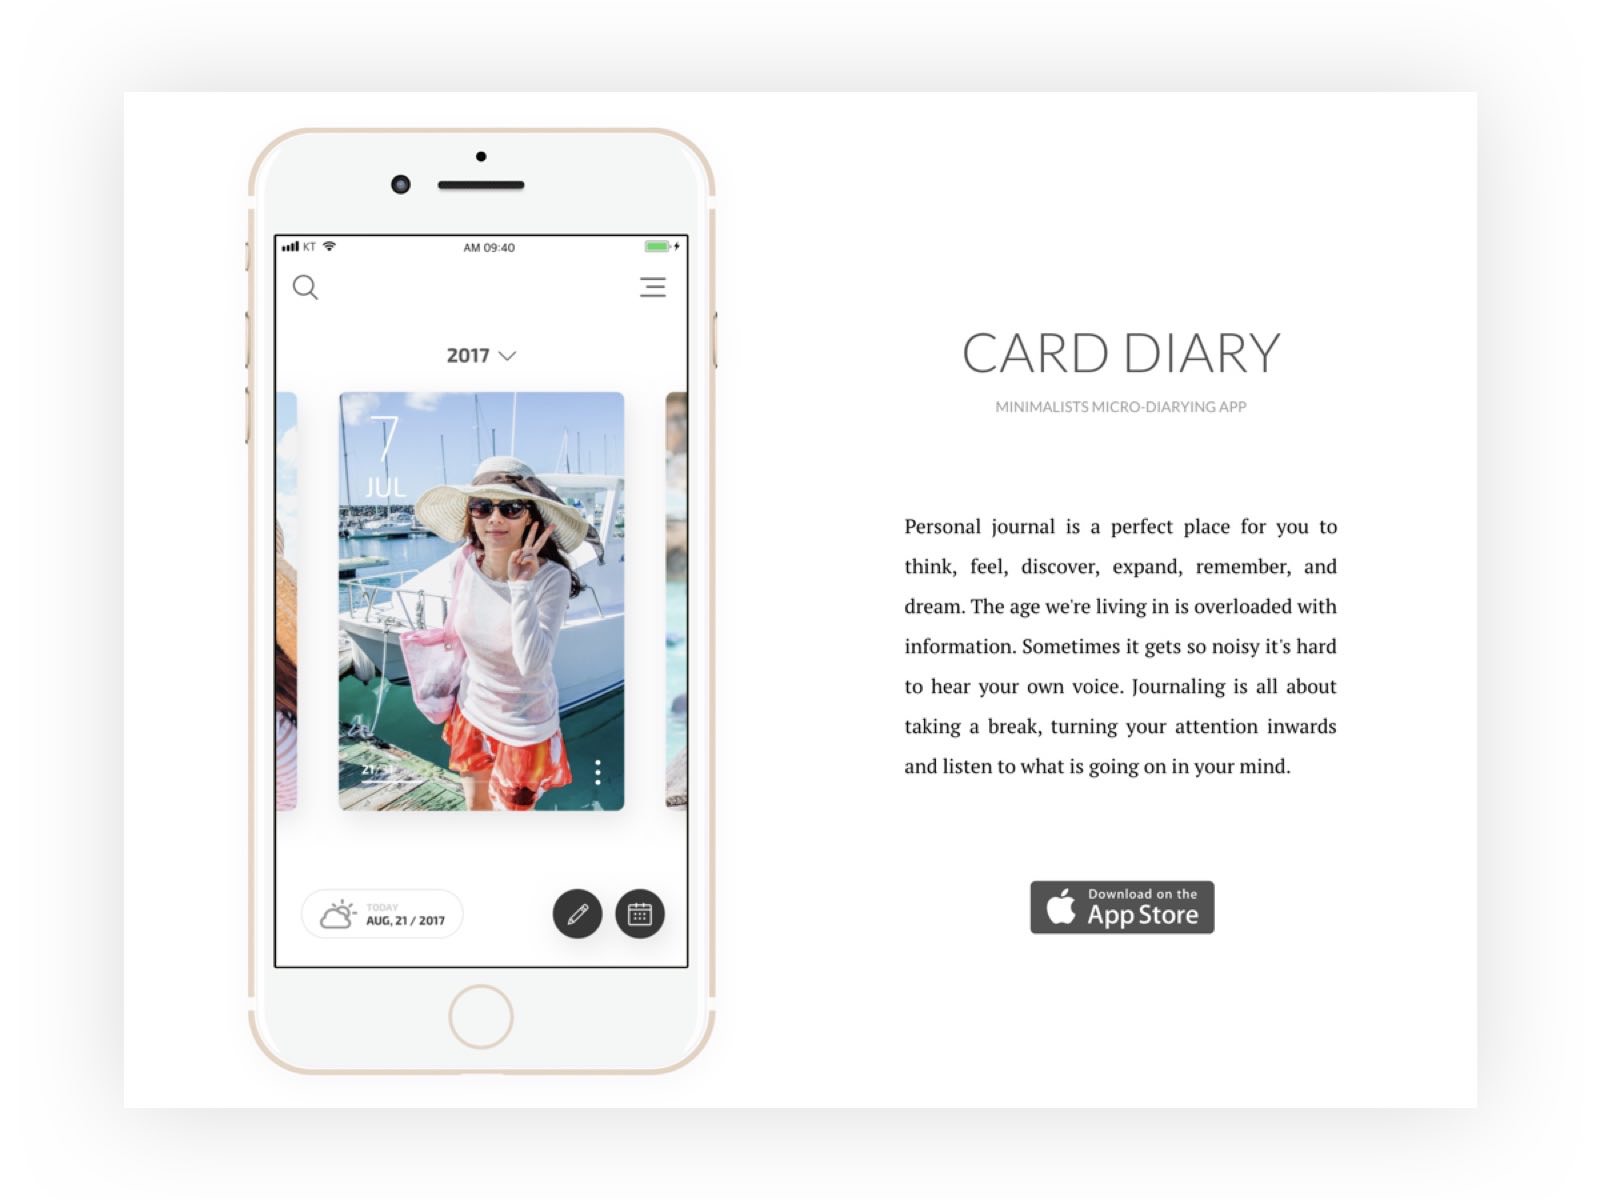 KT
AM 09:40
2017
7
JUL
TODAY
AUG, 21 / 2017
CARD DIARY
MINIMALISTS MICRO-DIARYING APP
Personal journal is a perfect place for you to
think, feel, discover, expand, remember, and
dream. The age we're living in is overloaded with
information. Sometimes it gets so noisy it's hard
to hear your own voice. Journaling is all about
taking a break, turning your attention inwards
and listen to what is going on in your mind.
Download on the
App Store